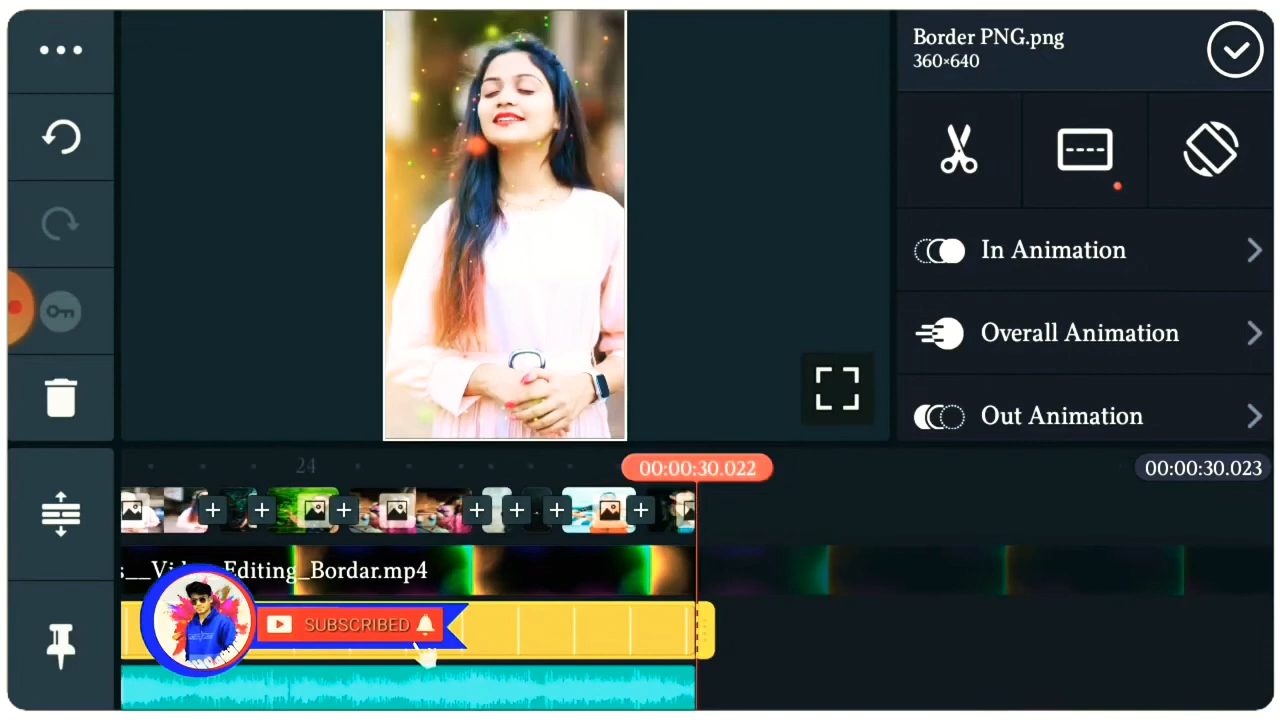 Border PNG.png
360×640
In Animation
Overall Animation
Out Animation
24
00:00:30.022
00:00:30.023
Editing_Bordar.mp4
SUBSCRIBED